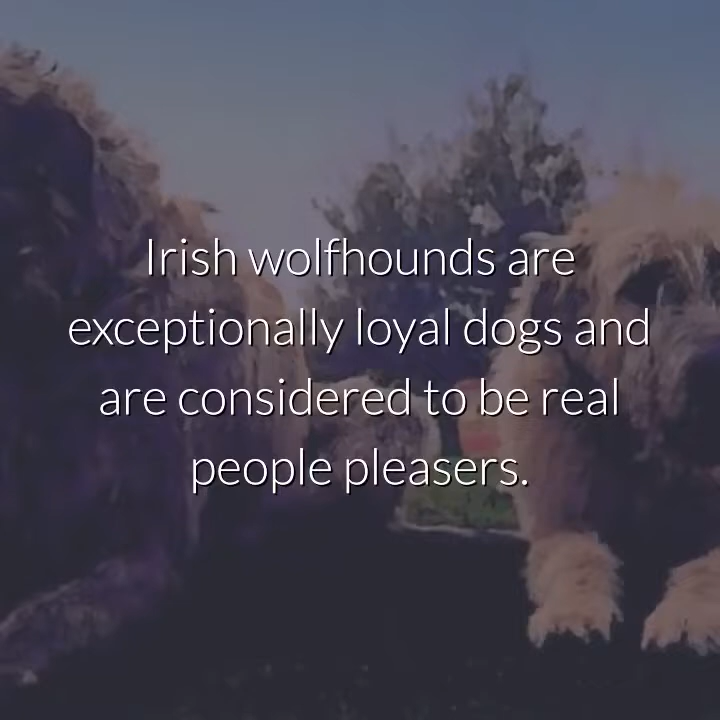 Irish wolfhounds are
exceptionally loyal dogs and
are considered to be real
people pleasers.